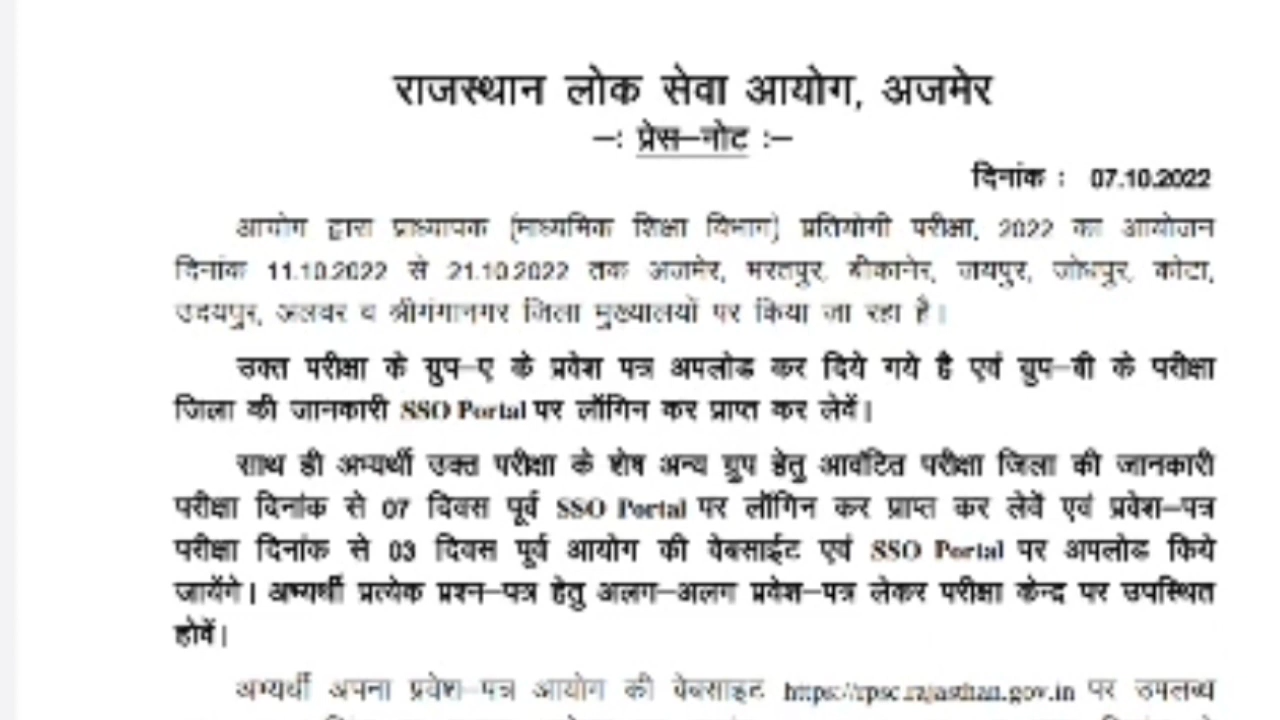 राजस्थान लोक सेवा आयोग, अजमेर
–: प्रेस–नोट :–
दिनांक : 07.10.2022
आयोग द्वारा प्राध्यापक (माध्यमिक शिक्षा विभाग) प्रतियोगी परीक्षा, 2022 का आयोजन
दिनांक 11.10.2022 से 21.10.2022 तक अजमेर, भरतपुर, बीकानेर, जयपुर, जोधपुर, कोटा,
उदयपुर, अलवर व श्रीगंगानगर जिला मुख्यालयों पर किया जा रहा है।
उक्त परीक्षा के ग्रुप–ए के प्रवेश पत्र अपलोड कर दिये गये है एवं ग्रुप–बी के परीक्षा
जिला की जानकारी SSO Portal पर लॉगिन कर प्राप्त कर लेवें।
साथ ही अभ्यर्थी उक्त परीक्षा के शेष अन्य ग्रुप हेतु आवंटित परीक्षा जिला की जानकारी
परीक्षा दिनांक से 07 दिवस पूर्व SSO Portal पर लॉगिन कर प्राप्त कर लेवें एवं प्रवेश–पत्र
परीक्षा दिनांक से 03 दिवस पूर्व आयोग की वेबसाईट एवं SSO Portal पर अपलोड किये
जायेंगे। अभ्यर्थी प्रत्येक प्रश्न–पत्र हेतु अलग–अलग प्रवेश–पत्र लेकर परीक्षा केन्द्र पर उपस्थित
होवें।
अभ्यर्थी अपना प्रवेश–पत्र आयोग की वेबसाइट https://rpsc.rajasthan.gov.in पर उपलब्ध